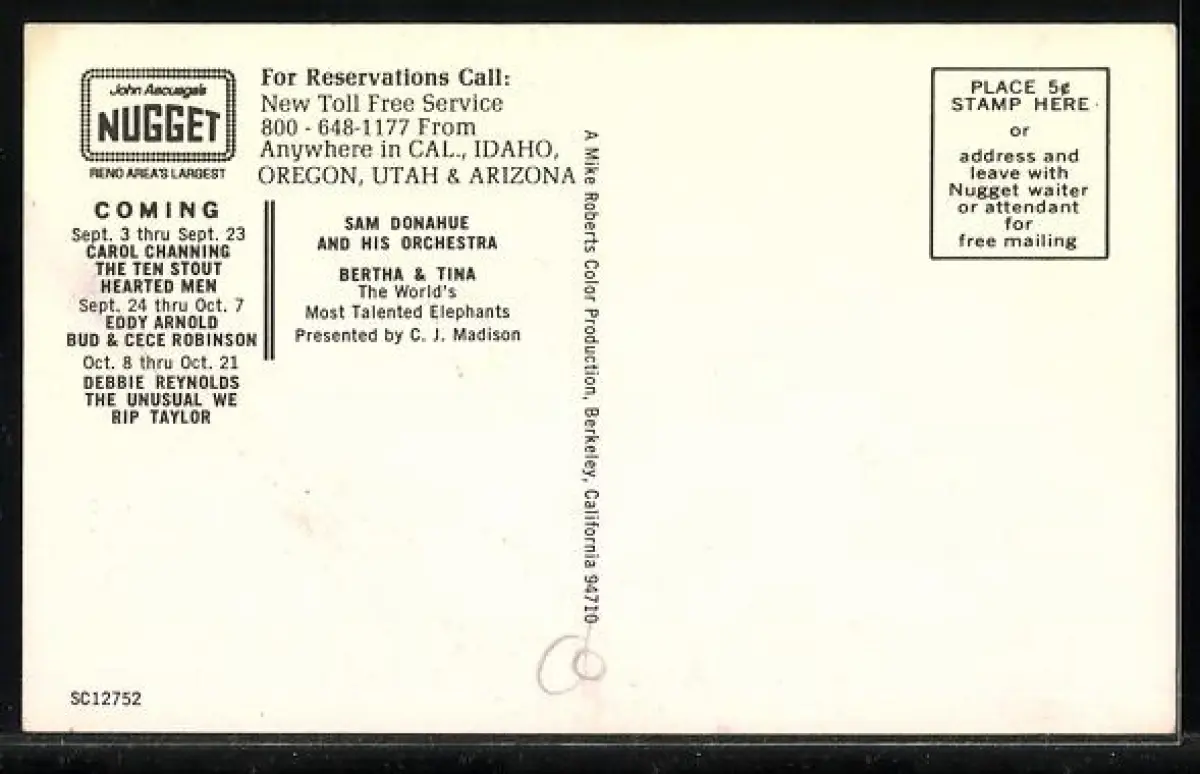 John Ascuaga's
NUGGET
RENO AREA'S LARGEST
For Reservations Call:
New Toll Free Service
800 - 648-1177 From
Anywhere in CAL., IDAHO,
OREGON, UTAH & ARIZONA
COMING
Sept. 3 thru Sept. 23
CAROL CHANNING
THE TEN STOUT
HEARTED MEN
Sept. 24 thru Oct. 7
EDDY ARNOLD
BUD & CECE ROBINSON
Oct. 8 thru Oct. 21
DEBBIE REYNOLDS
THE UNUSUAL WE
RIP TAYLOR
SAM DONAHUE
AND HIS ORCHESTRA
BERTHA & TINA
The World's
Most Talented Elephants
Presented by C. J. Madison
A Mike Roberts Color Production, Berkeley, California 94710
PLACE 5¢
STAMP HERE
or
address and
leave with
Nugget waiter
or attendant
for
free mailing
SC12752